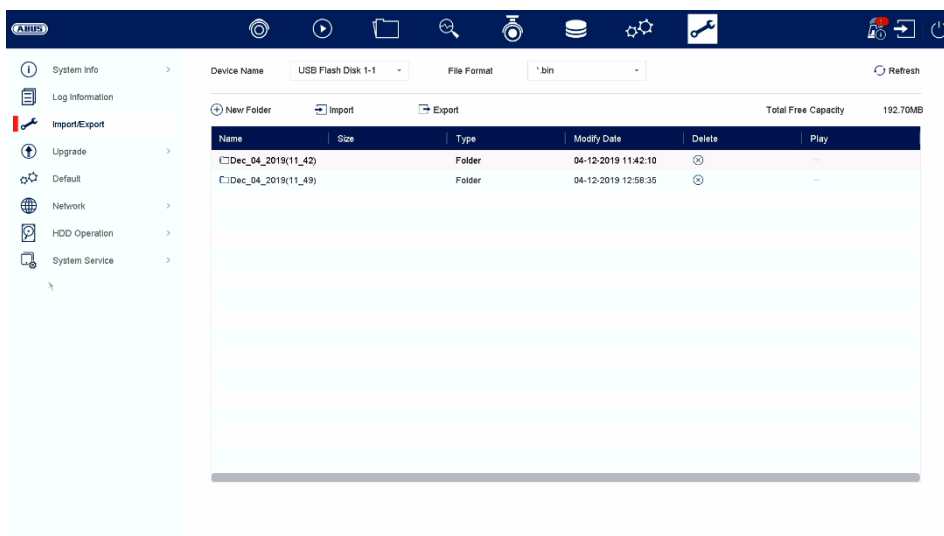 ABUS
1
System Info
Log Information
Import/Export
Upgrade
Default
Network
HDD Operation
System Service
Device Name USB Flash Disk 1-1 File Format *.bin Refresh
New Folder Import Export Total Free Capacity 192.70MB
Name Size Type Modify Date Delete Play
Dec_04_2019(11_42) Folder 04-12-2019 11:42:10
Dec_04_2019(11_49) Folder 04-12-2019 12:58:35